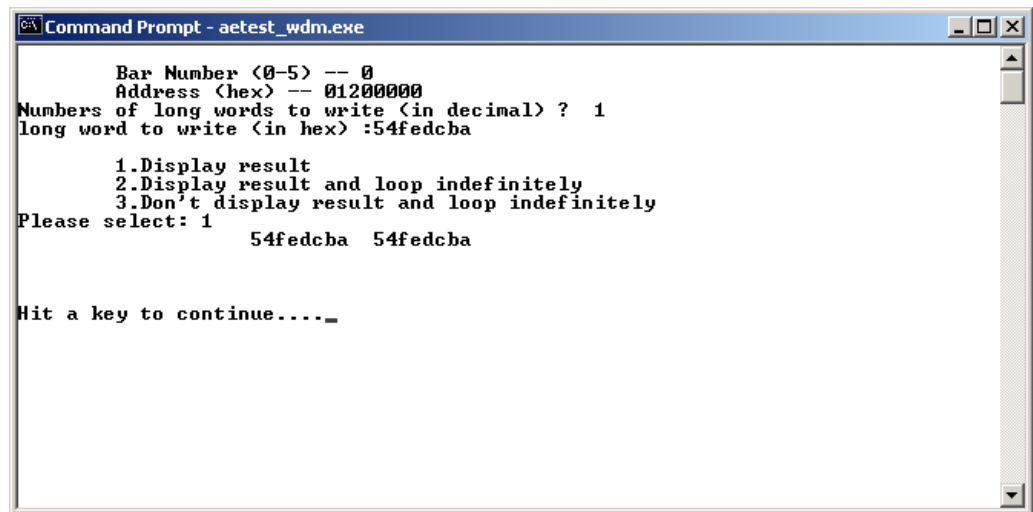 Command Prompt - aetest_wdm.exe
Bar Number (0-5) -- 0
Address (hex) -- 01200000
Numbers of long words to write (in decimal) ? 1
long word to write (in hex) :54fedcba
1.Display result
2.Display result and loop indefinitely
3.Don't display result and loop indefinitely
Please select: 1
54fedcba 54fedcba
Hit a key to continue...._